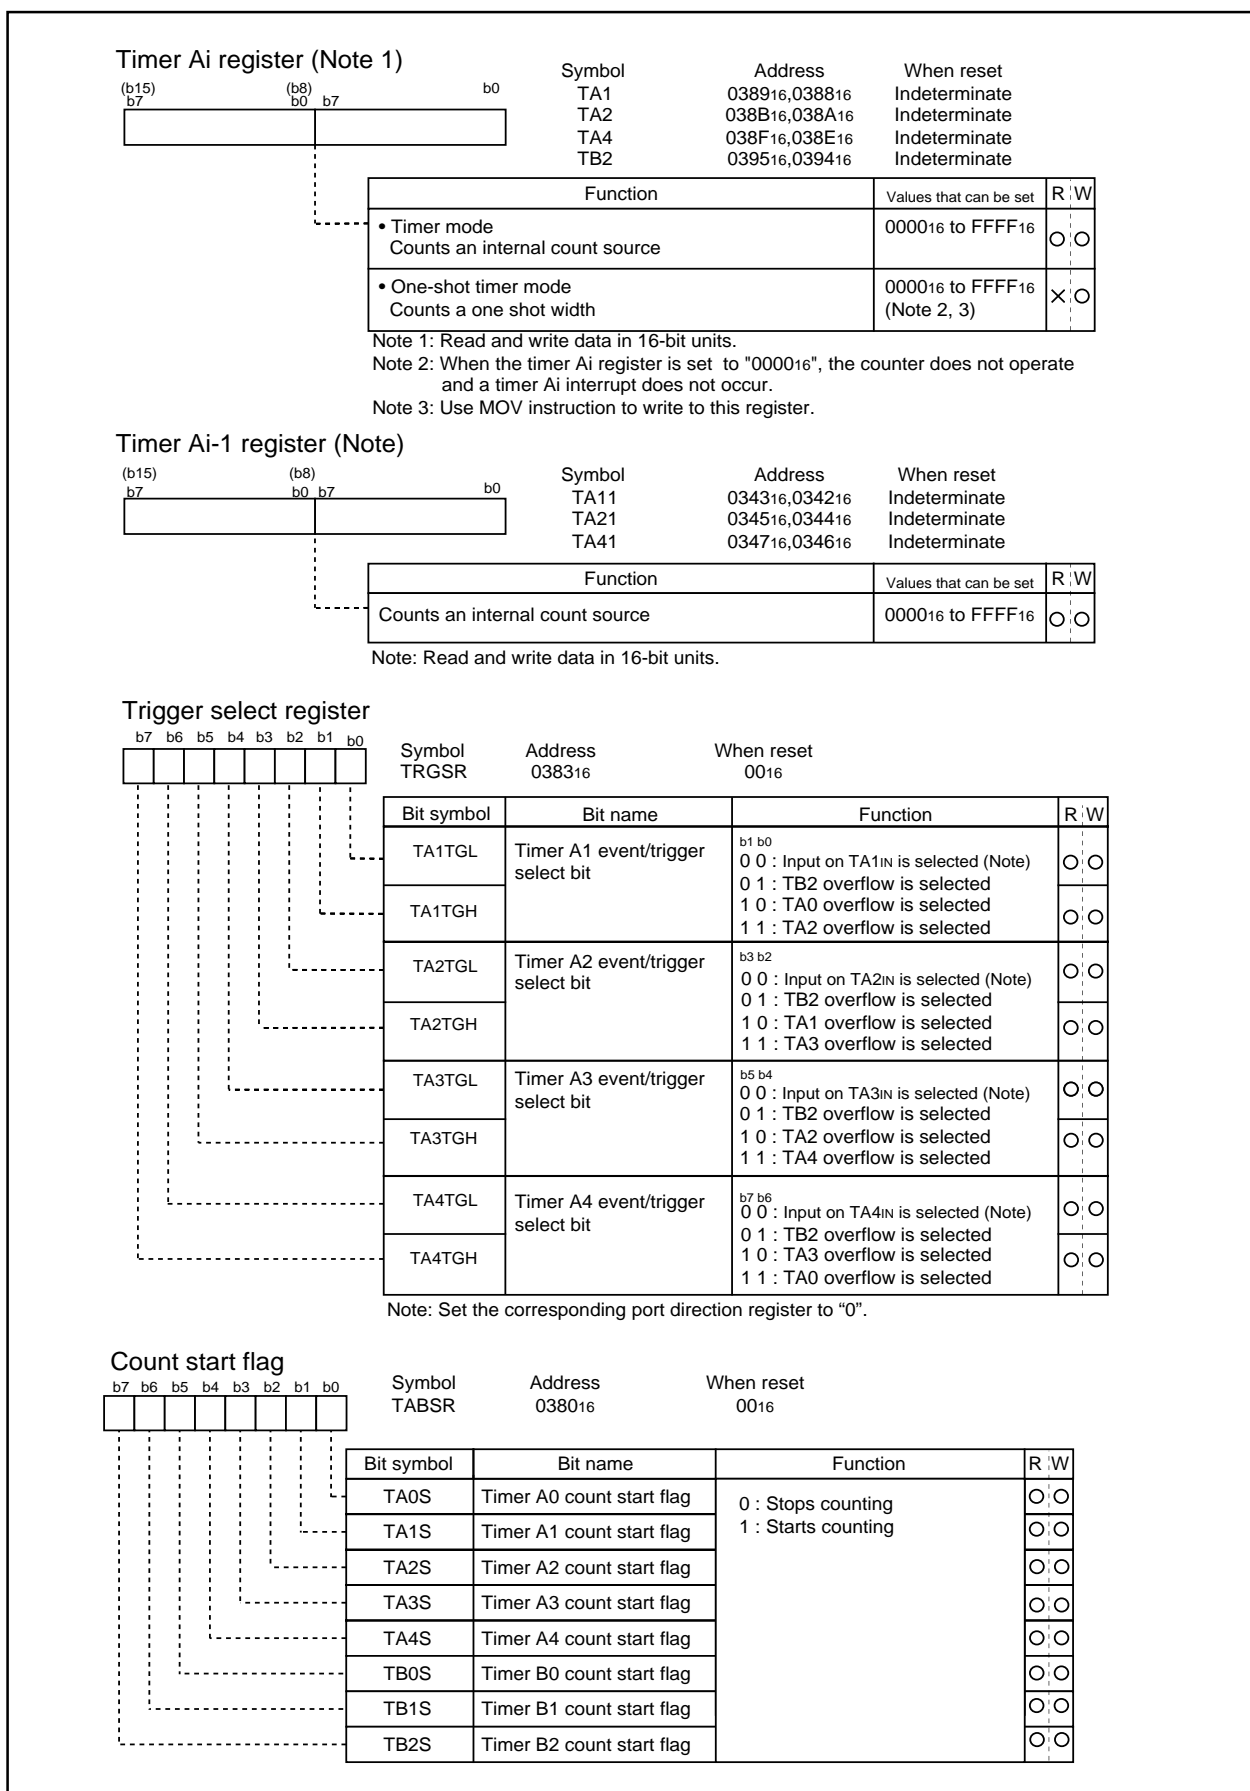 Timer Ai register (Note 1)
Symbol Address When reset
(b15) (b8) b0
b7 b0 b7
TA1 038916,038816 Indeterminate
TA2 038B16,038A16 Indeterminate
TA4 038F16,038E16 Indeterminate
TB2 039516,039416 Indeterminate
Function Values that can be set R W
• Timer mode 000016 to FFFF16
Counts an internal count source
• One-shot timer mode 000016 to FFFF16
Counts a one shot width (Note 2, 3)
Note 1: Read and write data in 16-bit units.
Note 2: When the timer Ai register is set to "000016", the counter does not operate
and a timer Ai interrupt does not occur.
Note 3: Use MOV instruction to write to this register.
Timer Ai-1 register (Note)
(b15) (b8) Symbol Address When reset
b7 b0 b7 b0
TA11 034316,034216 Indeterminate
TA21 034516,034416 Indeterminate
TA41 034716,034616 Indeterminate
Function Values that can be set R W
Counts an internal count source 000016 to FFFF16
Note: Read and write data in 16-bit units.
Trigger select register
b7 b6 b5 b4 b3 b2 b1 b0
Symbol Address When reset
TRGSR 038316 0016
Bit symbol Bit name Function R W
TA1TGL Timer A1 event/trigger
select bit
b1 b0
0 0 : Input on TA1IN is selected (Note)
0 1 : TB2 overflow is selected
TA1TGH 1 0 : TA0 overflow is selected
1 1 : TA2 overflow is selected
TA2TGL Timer A2 event/trigger
select bit
b3 b2
0 0 : Input on TA2IN is selected (Note)
0 1 : TB2 overflow is selected
TA2TGH 1 0 : TA1 overflow is selected
1 1 : TA3 overflow is selected
TA3TGL Timer A3 event/trigger
select bit
b5 b4
0 0 : Input on TA3IN is selected (Note)
0 1 : TB2 overflow is selected
TA3TGH 1 0 : TA2 overflow is selected
1 1 : TA4 overflow is selected
TA4TGL Timer A4 event/trigger
select bit
b7 b6
0 0 : Input on TA4IN is selected (Note)
0 1 : TB2 overflow is selected
TA4TGH 1 0 : TA3 overflow is selected
1 1 : TA0 overflow is selected
Note: Set the corresponding port direction register to “0”.
Count start flag
b7 b6 b5 b4 b3 b2 b1 b0
Symbol Address When reset
TABSR 038016 0016
Bit symbol Bit name Function R W
TA0S Timer A0 count start flag 0 : Stops counting
TA1S Timer A1 count start flag 1 : Starts counting
TA2S Timer A2 count start flag
TA3S Timer A3 count start flag
TA4S Timer A4 count start flag
TB0S Timer B0 count start flag
TB1S Timer B1 count start flag
TB2S Timer B2 count start flag